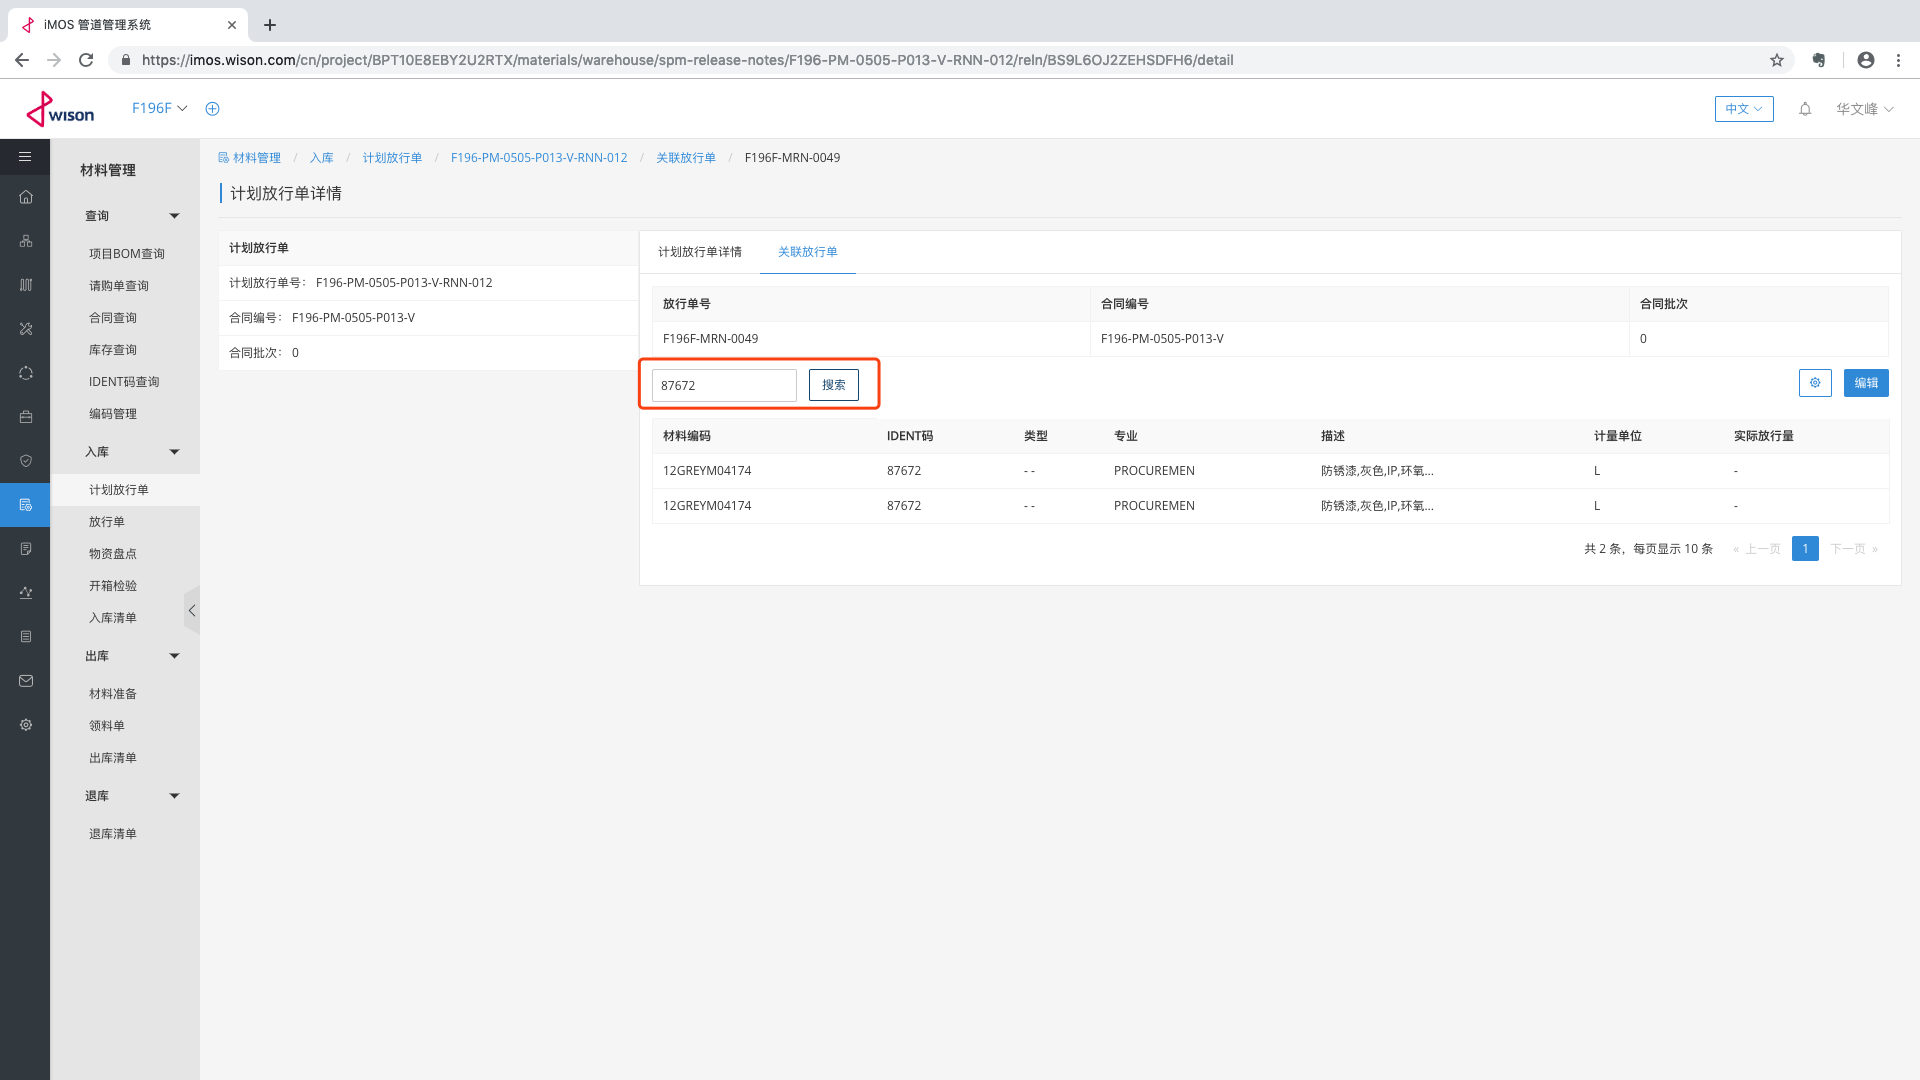 iMOS 管道管理系统
https://imos.wison.com/cn/project/BPT10E8EBY2U2RTX/materials/warehouse/spm-release-notes/F196-PM-0505-P013-V-RNN-012/reln/BS9L6OJ2ZEHSDFH6/detail
wison F196F 中文 华文峰
材料管理 / 入库 / 计划放行单 / F196-PM-0505-P013-V-RNN-012 / 关联放行单 / F196F-MRN-0049
计划放行单详情
材料管理
查询
项目BOM查询
请购单查询
合同查询
库存查询
IDENT码查询
编码管理
入库
计划放行单
放行单
物资盘点
开箱检验
入库清单
出库
材料准备
领料单
出库清单
退库
退库清单
计划放行单
计划放行单号： F196-PM-0505-P013-V-RNN-012
合同编号： F196-PM-0505-P013-V
合同批次： 0
计划放行单详情 关联放行单
放行单号 合同编号 合同批次
F196F-MRN-0049 F196-PM-0505-P013-V 0
87672 搜索 编辑
材料编码 IDENT码 类型 专业 描述 计量单位 实际放行量
12GREYM04174 87672 - - PROCUREMEN 防锈漆,灰色,IP,环氧... L -
12GREYM04174 87672 - - PROCUREMEN 防锈漆,灰色,IP,环氧... L -
共 2 条，每页显示 10 条 « 上一页 1 下一页 »